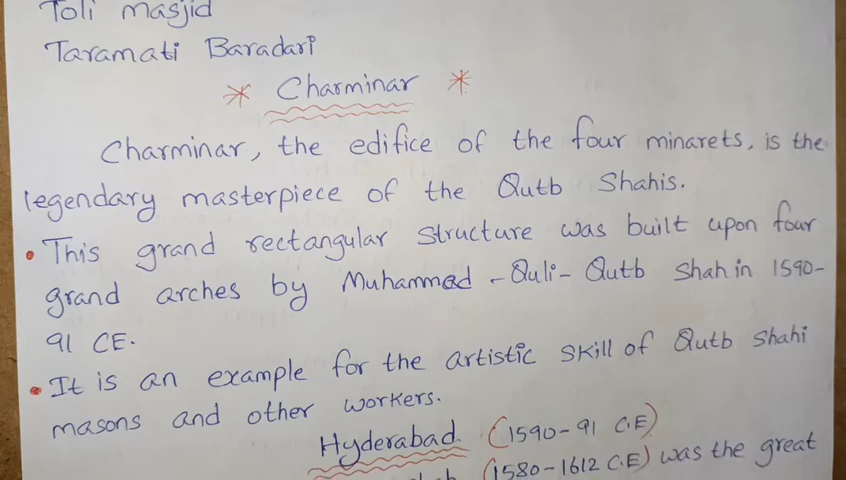 Toli masjid
Taramati Baradari
* Charminar *
Charminar, the edifice of the four minarets, is the
legendary masterpiece of the Qutb Shahis.
• This grand rectangular structure was built upon four
grand arches by Muhammad - Quli - Qutb shah in 1590-
91 CE.
• It is an example for the artistic skill of Qutb shahi
masons and other workers.
Hyderabad (1590-91 C.E)
(1580-1612 C.E) was the great